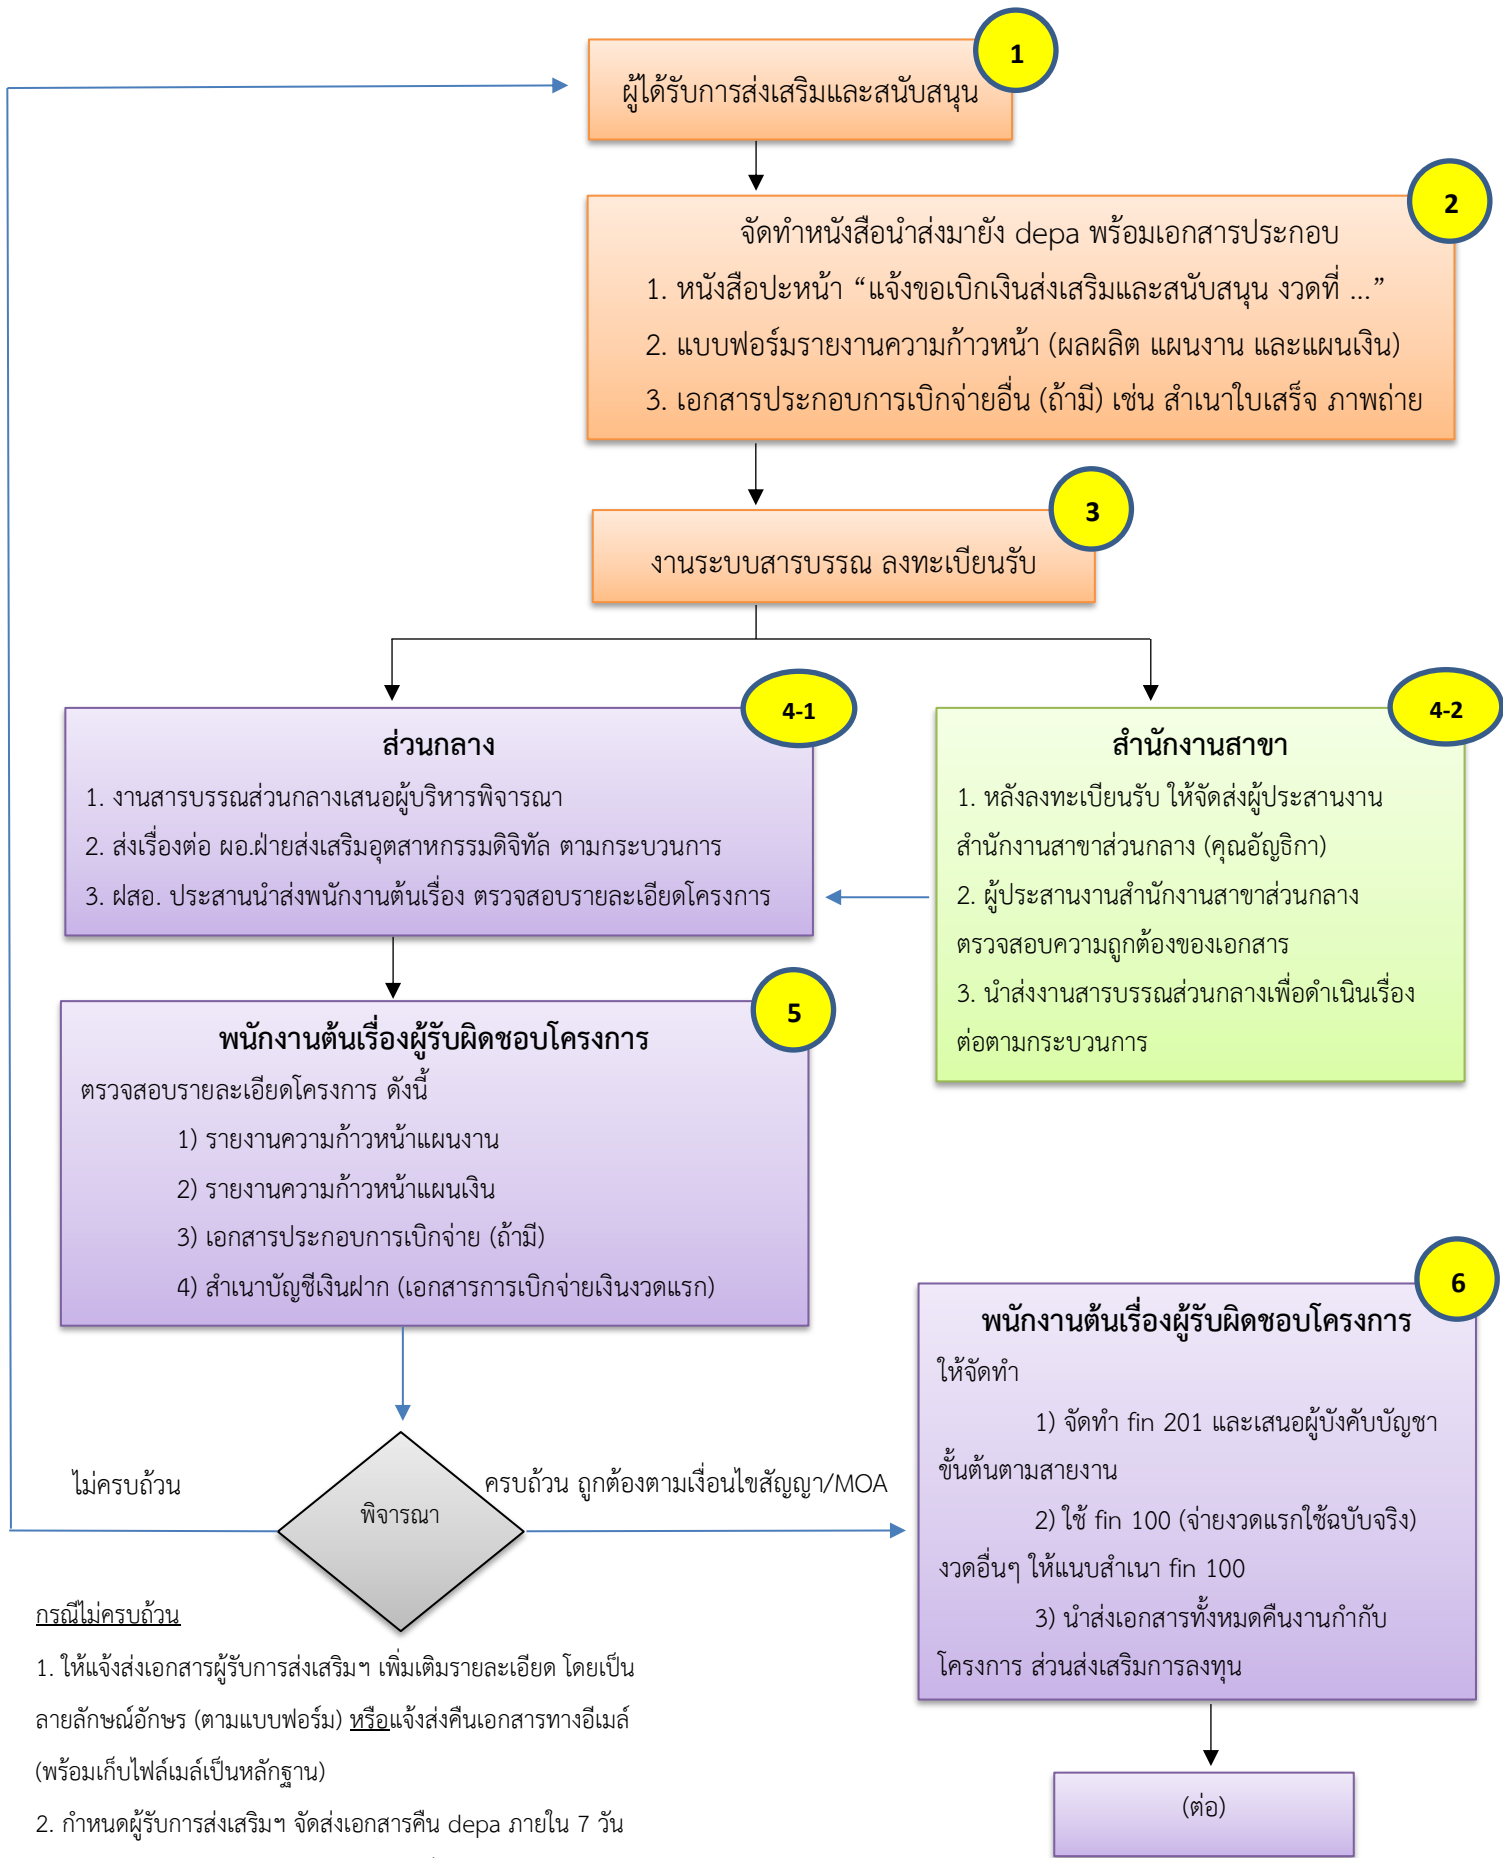 1
ผู้ได้รับการส่งเสริมและสนับสนุน
2
จัดทำหนังสือนำส่งมายัง depa พร้อมเอกสารประกอบ
1. หนังสือปะหน้า “แจ้งขอเบิกเงินส่งเสริมและสนับสนุน งวดที่ ...”
2. แบบฟอร์มรายงานความก้าวหน้า (ผลผลิต แผนงาน และแผนเงิน)
3. เอกสารประกอบการเบิกจ่ายอื่น (ถ้ามี) เช่น สำเนาใบเสร็จ ภาพถ่าย
3
งานระบบสารบรรณ ลงทะเบียนรับ
4-1
ส่วนกลาง
1. งานสารบรรณส่วนกลางเสนอผู้บริหารพิจารณา
2. ส่งเรื่องต่อ ผอ.ฝ่ายส่งเสริมอุตสาหกรรมดิจิทัล ตามกระบวนการ
3. ฝสอ. ประสานนำส่งพนักงานต้นเรื่อง ตรวจสอบรายละเอียดโครงการ
4-2
สำนักงานสาขา
1. หลังลงทะเบียนรับ ให้จัดส่งผู้ประสานงาน
สำนักงานสาขาส่วนกลาง (คุณอัญธิกา)
2. ผู้ประสานงานสำนักงานสาขาส่วนกลาง
ตรวจสอบความถูกต้องของเอกสาร
3. นำส่งงานสารบรรณส่วนกลางเพื่อดำเนินเรื่อง
ต่อตามกระบวนการ
5
พนักงานต้นเรื่องผู้รับผิดชอบโครงการ
ตรวจสอบรายละเอียดโครงการ ดังนี้
1) รายงานความก้าวหน้าแผนงาน
2) รายงานความก้าวหน้าแผนเงิน
3) เอกสารประกอบการเบิกจ่าย (ถ้ามี)
4) สำเนาบัญชีเงินฝาก (เอกสารการเบิกจ่ายเงินงวดแรก)
ไม่ครบถ้วน
พิจารณา
ครบถ้วน ถูกต้องตามเงื่อนไขสัญญา/MOA
6
พนักงานต้นเรื่องผู้รับผิดชอบโครงการ
ให้จัดทำ
1) จัดทำ fin 201 และเสนอผู้บังคับบัญชา
ขั้นต้นตามสายงาน
2) ใช้ fin 100 (จ่ายงวดแรกใช้ฉบับจริง)
งวดอื่นๆ ให้แนบสำเนา fin 100
3) นำส่งเอกสารทั้งหมดคืนงานกำกับ
โครงการ ส่วนส่งเสริมการลงทุน
(ต่อ)
กรณีไม่ครบถ้วน
1. ให้แจ้งส่งเอกสารผู้รับการส่งเสริมฯ เพิ่มเติมรายละเอียด โดยเป็น
ลายลักษณ์อักษร (ตามแบบฟอร์ม) หรือแจ้งส่งคืนเอกสารทางอีเมล์
(พร้อมเก็บไฟล์เมล์เป็นหลักฐาน)
2. กำหนดผู้รับการส่งเสริมฯ จัดส่งเอกสารคืน depa ภายใน 7 วัน